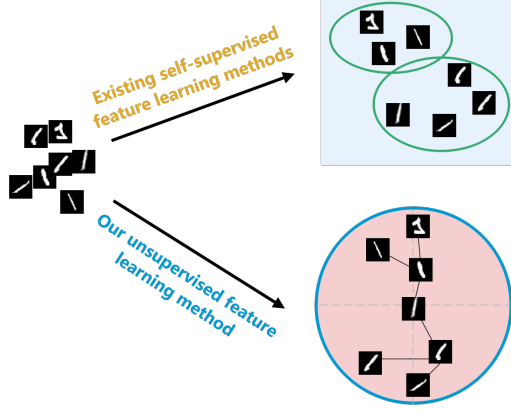 Existing self-supervised
feature learning methods
Our unsupervised feature
learning method